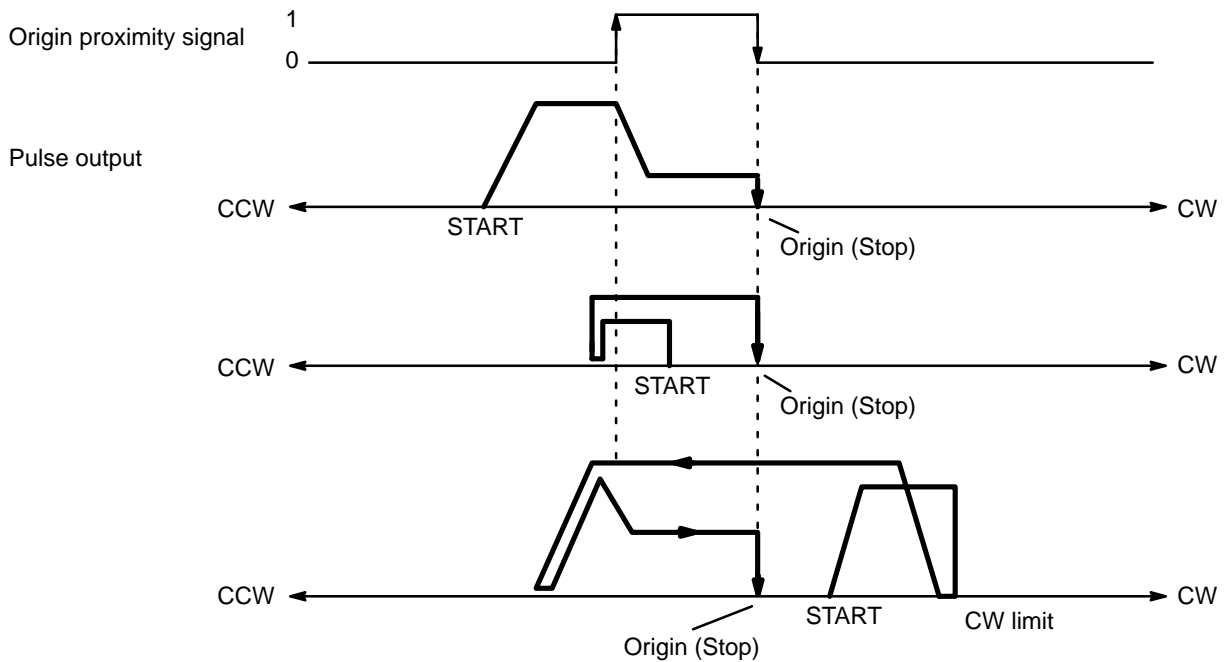 1
Origin proximity signal
0
Pulse output
CCW
CW
START
Origin (Stop)
CCW
CW
START
Origin (Stop)
CCW
CW
START
CW limit
Origin (Stop)